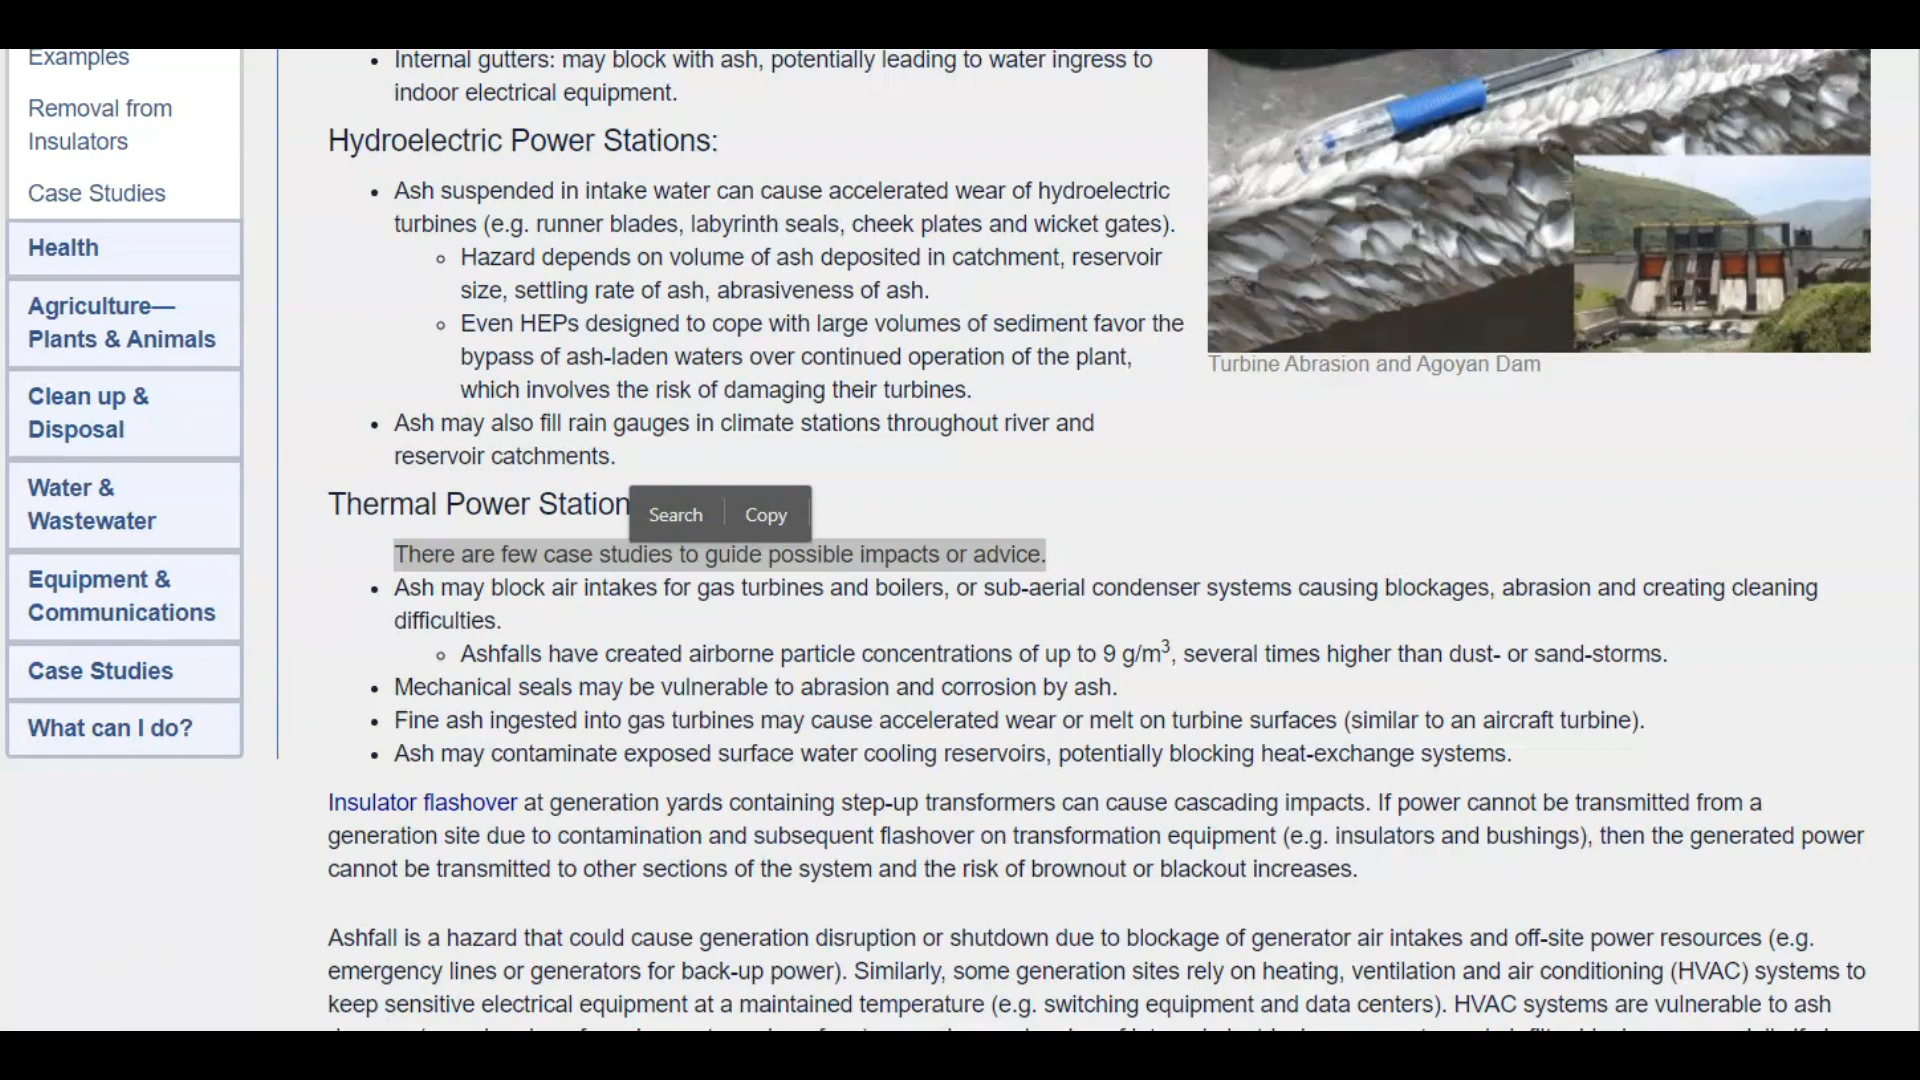 Examples
Removal from
Insulators
Case Studies
Health
Agriculture—
Plants & Animals
Clean up &
Disposal
Water &
Wastewater
Equipment &
Communications
Case Studies
What can I do?
Internal gutters: may block with ash, potentially leading to water ingress to
indoor electrical equipment.
Hydroelectric Power Stations:
Ash suspended in intake water can cause accelerated wear of hydroelectric
turbines (e.g. runner blades, labyrinth seals, cheek plates and wicket gates).
Hazard depends on volume of ash deposited in catchment, reservoir
size, settling rate of ash, abrasiveness of ash.
Even HEPs designed to cope with large volumes of sediment favor the
bypass of ash-laden waters over continued operation of the plant,
which involves the risk of damaging their turbines.
Ash may also fill rain gauges in climate stations throughout river and
reservoir catchments.
Turbine Abrasion and Agoyan Dam
Thermal Power Station
Search Copy
There are few case studies to guide possible impacts or advice.
Ash may block air intakes for gas turbines and boilers, or sub-aerial condenser systems causing blockages, abrasion and creating cleaning
difficulties.
Ashfalls have created airborne particle concentrations of up to 9 g/m³, several times higher than dust- or sand-storms.
Mechanical seals may be vulnerable to abrasion and corrosion by ash.
Fine ash ingested into gas turbines may cause accelerated wear or melt on turbine surfaces (similar to an aircraft turbine).
Ash may contaminate exposed surface water cooling reservoirs, potentially blocking heat-exchange systems.
Insulator flashover at generation yards containing step-up transformers can cause cascading impacts. If power cannot be transmitted from a
generation site due to contamination and subsequent flashover on transformation equipment (e.g. insulators and bushings), then the generated power
cannot be transmitted to other sections of the system and the risk of brownout or blackout increases.
Ashfall is a hazard that could cause generation disruption or shutdown due to blockage of generator air intakes and off-site power resources (e.g.
emergency lines or generators for back-up power). Similarly, some generation sites rely on heating, ventilation and air conditioning (HVAC) systems to
keep sensitive electrical equipment at a maintained temperature (e.g. switching equipment and data centers). HVAC systems are vulnerable to ash